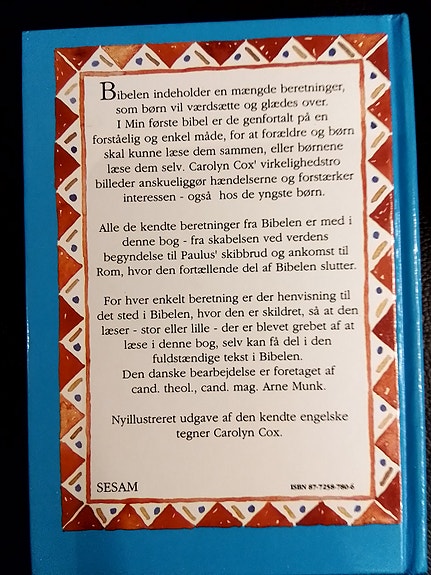 Bibelen indeholder en mængde beretninger,
som børn vil værdsætte og glædes over.
I Min første bibel er de genfortalt på en
forståelig og enkel måde, for at forældre og børn
skal kunne læse dem sammen, eller børnene
læse dem selv. Carolyn Cox' virkelighedstro
billeder anskueliggør hændelserne og forstærker
interessen - også hos de yngste børn.
Alle de kendte beretninger fra Bibelen er med i
denne bog - fra skabelsen ved verdens
begyndelse til Paulus' skibbrud og ankomst til
Rom, hvor den fortællende del af Bibelen slutter.
For hver enkelt beretning er der henvisning til
det sted i Bibelen, hvor den er skildret, så at den
læser - stor eller lille - der er blevet grebet af at
læse i denne bog, selv kan få del i den
fuldstændige tekst i Bibelen.
Den danske bearbejdelse er foretaget af
cand. theol., cand. mag. Arne Munk.
Nyillustreret udgave af den kendte engelske
tegner Carolyn Cox.
SESAM
ISBN 87-7258-780-6